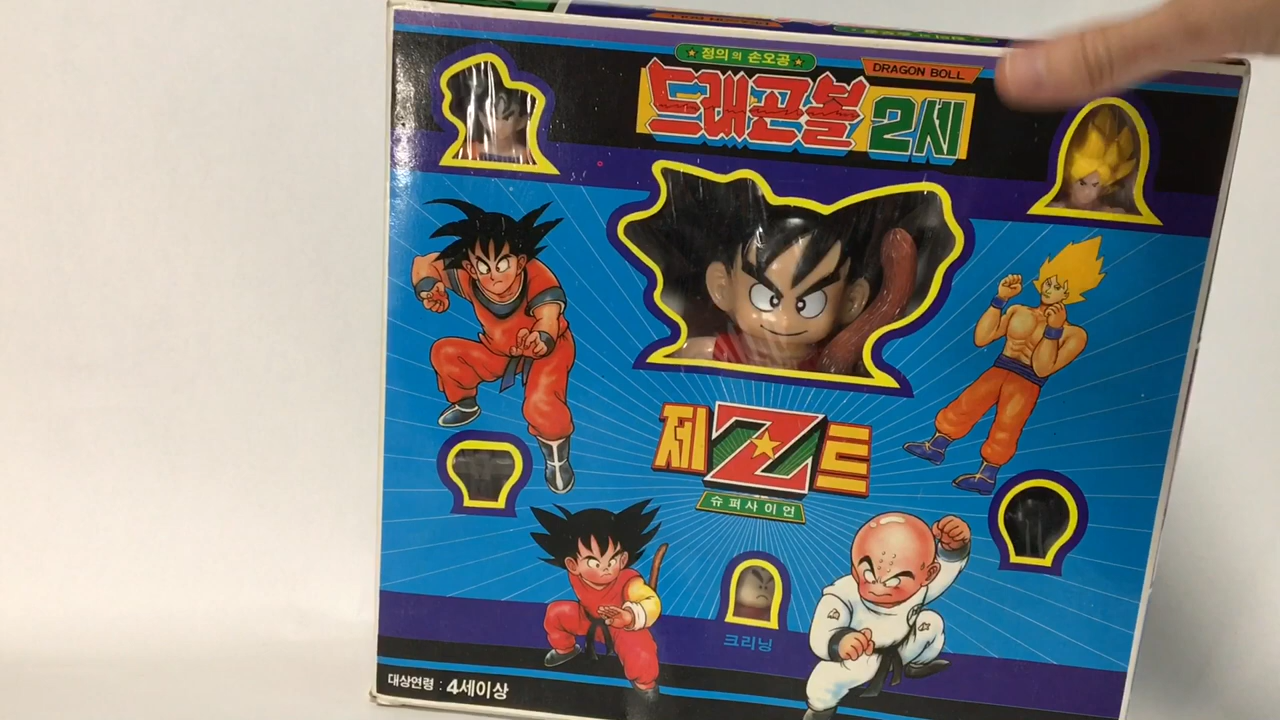 정의의 손오공
DRAGON BOLL
드래곤볼 2세
제Z트
슈퍼사이언
크리닝
대상연령 : 4세이상